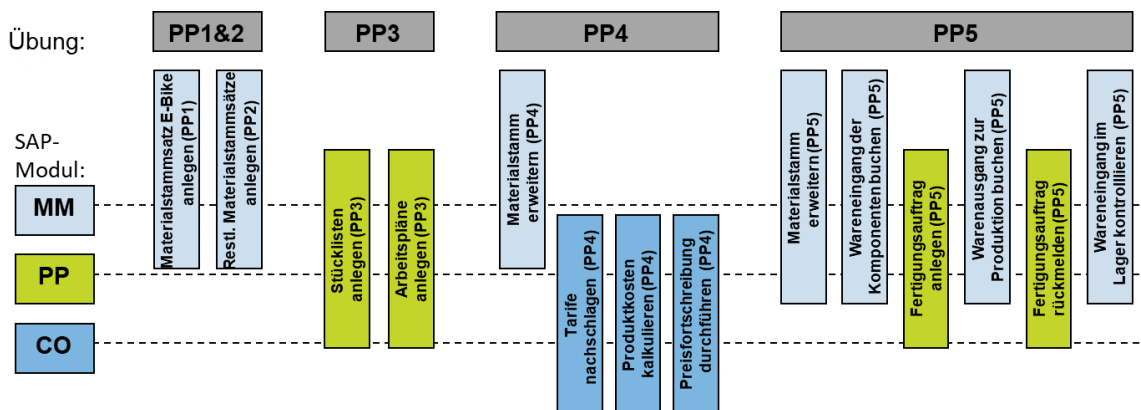 Übung:
PP1&2
PP3
PP4
PP5
SAP-
Modul:
MM
PP
CO
Materialstammsatz E-Bike
anlegen (PP1)
Restl. Materialstammsätze
anlegen (PP2)
Stücklisten
anlegen (PP3)
Arbeitspläne
anlegen (PP3)
Materialstamm
erweitern (PP4)
Tarife
nachschlagen (PP4)
Produktkosten
kalkulieren (PP4)
Preisfortschreibung
durchführen (PP4)
Materialstamm
erweitern (PP5)
Wareneingang der
Komponenten buchen (PP5)
Fertigungsauftrag
anlegen (PP5)
Warenausgang zur
Produktion buchen (PP5)
Fertigungsauftrag
rückmelden (PP5)
Wareneingang im
Lager kontrolllieren (PP5)